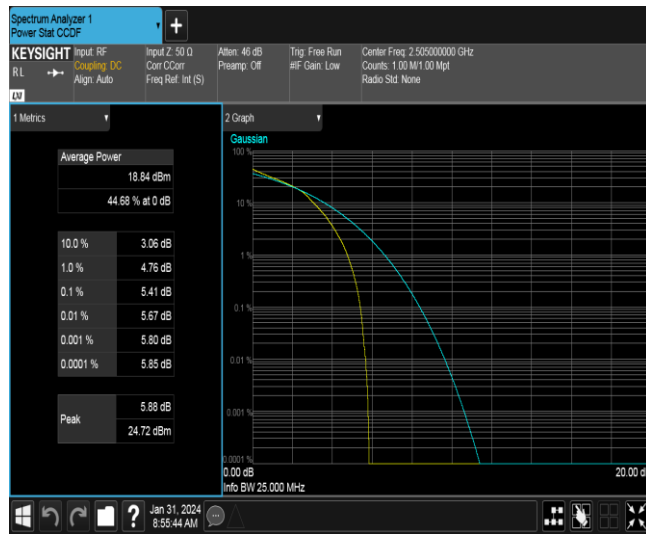 Spectrum Analyzer 1
Power Stat CCDF
+
KEYSIGHT
RL
LXI
Input: RF
Coupling: DC
Align: Auto
Input Z: 50 Ω
Corr CCorr
Freq Ref: Int (S)
Atten: 46 dB
Preamp: Off
Trig: Free Run
#IF Gain: Low
Center Freq: 2.505000000 GHz
Counts: 1.00 M/1.00 Mpt
Radio Std: None
1 Metrics
Average Power
18.84 dBm
44.68 % at 0 dB
10.0 % 3.06 dB
1.0 % 4.76 dB
0.1 % 5.41 dB
0.01 % 5.67 dB
0.001 % 5.80 dB
0.0001 % 5.85 dB
Peak
5.88 dB
24.72 dBm
2 Graph
Gaussian
100 %
10 %
1 %
0.1 %
0.01 %
0.001 %
0.0001 %
0.00 dB
20.00 d
Info BW 25.000 MHz
?
Jan 31, 2024
8:55:44 AM